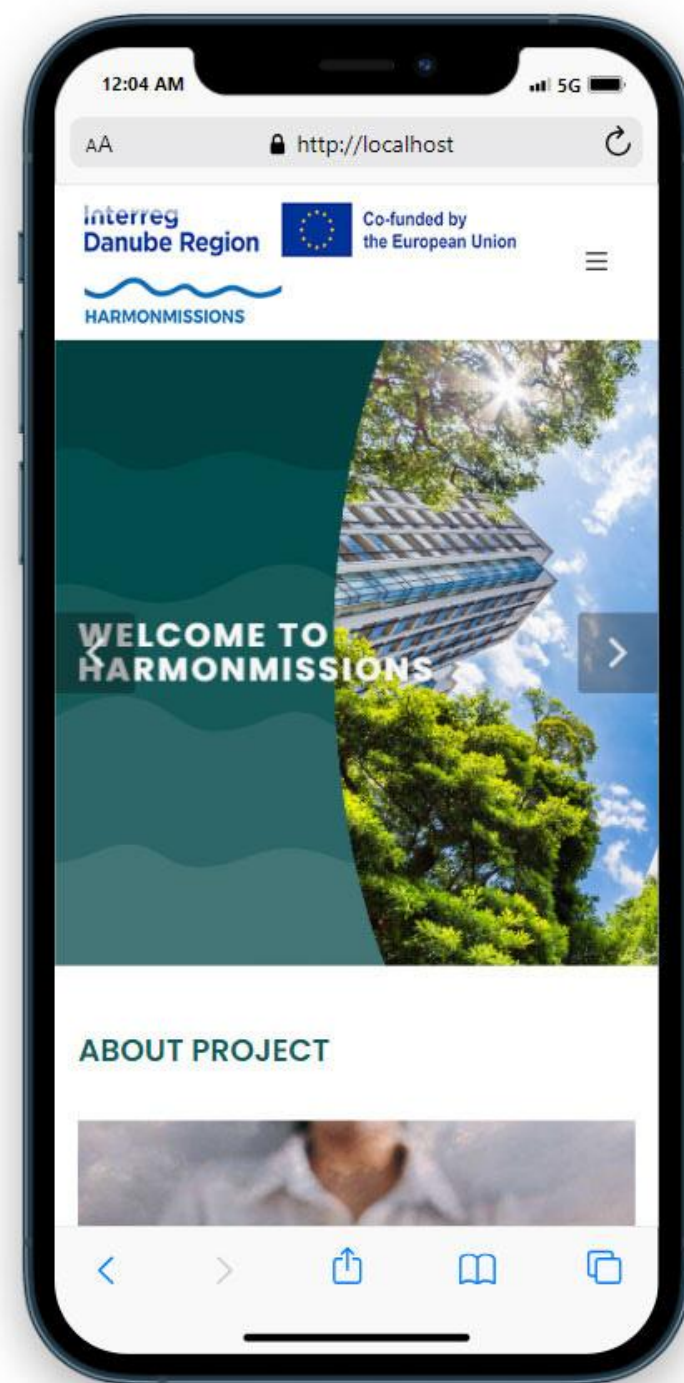 12:04 AM
5G
AA
http://localhost
Interreg
Danube Region
Co-funded by
the European Union
HARMONMISSIONS
WELCOME TO
HARMONMISSIONS
ABOUT PROJECT